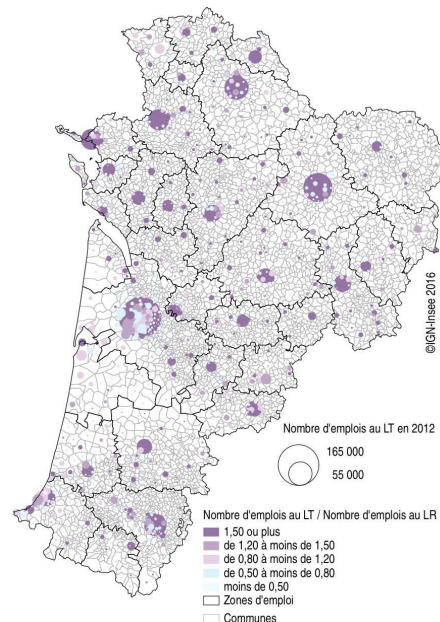 ©IGN-Insee 2016
Nombre d'emplois au LT en 2012
165 000
55 000
Nombre d'emplois au LT / Nombre d'emplois au LR
1,50 ou plus
de 1,20 à moins de 1,50
de 0,80 à moins de 1,20
de 0,50 à moins de 0,80
moins de 0,50
Zones d'emploi
Communes